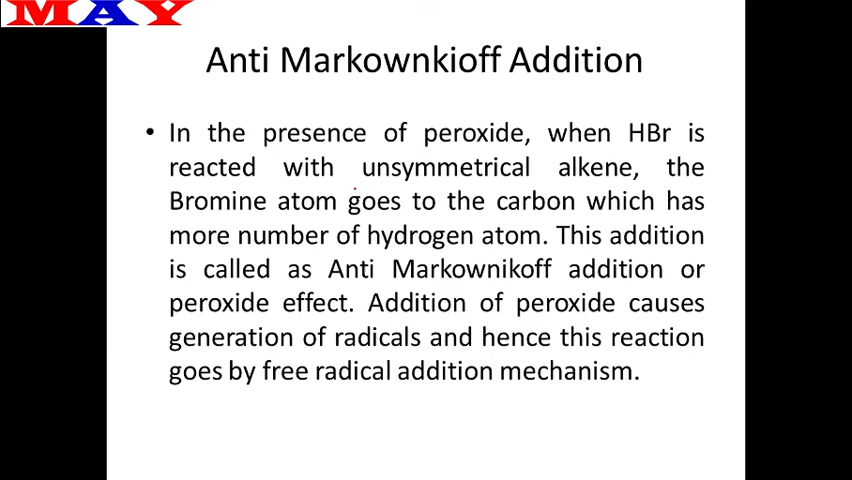 MAY
Anti Markownkioff Addition
• In the presence of peroxide, when HBr is
reacted with unsymmetrical alkene, the
Bromine atom goes to the carbon which has
more number of hydrogen atom. This addition
is called as Anti Markownikoff addition or
peroxide effect. Addition of peroxide causes
generation of radicals and hence this reaction
goes by free radical addition mechanism.